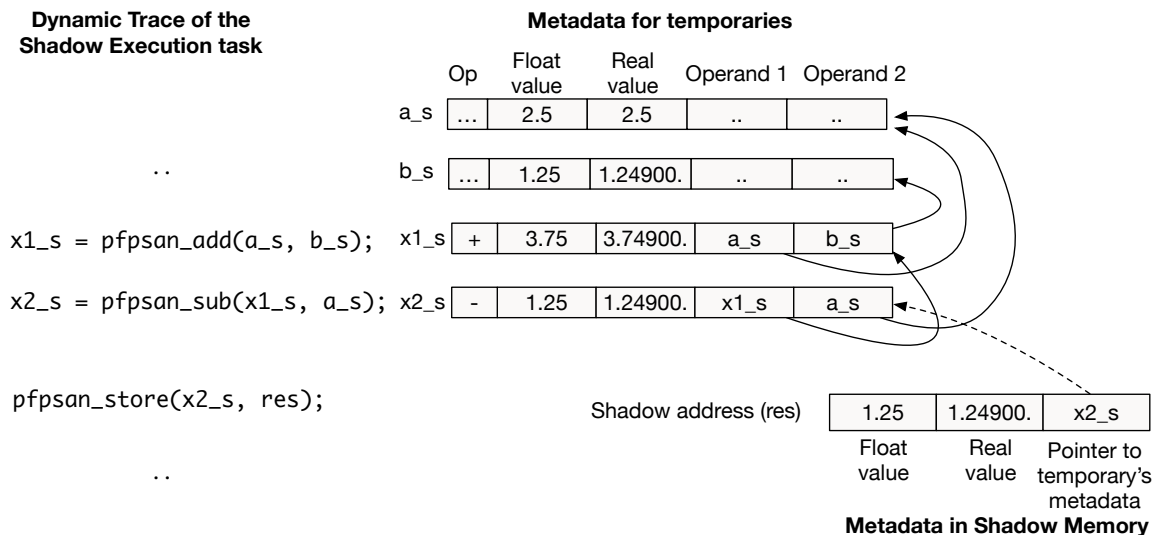 Dynamic Trace of the
Shadow Execution task
Metadata for temporaries
Op
Float
value
Real
value
Operand 1
Operand 2
a_s
...
2.5
2.5
..
..
..
b_s
...
1.25
1.24900.
..
..
x1_s = pfpsan_add(a_s, b_s);
x1_s
+
3.75
3.74900.
a_s
b_s
x2_s = pfpsan_sub(x1_s, a_s);
x2_s
-
1.25
1.24900.
x1_s
a_s
pfpsan_store(x2_s, res);
Shadow address (res)
1.25
1.24900.
x2_s
Float
value
Real
value
Pointer to
temporary's
metadata
..
Metadata in Shadow Memory